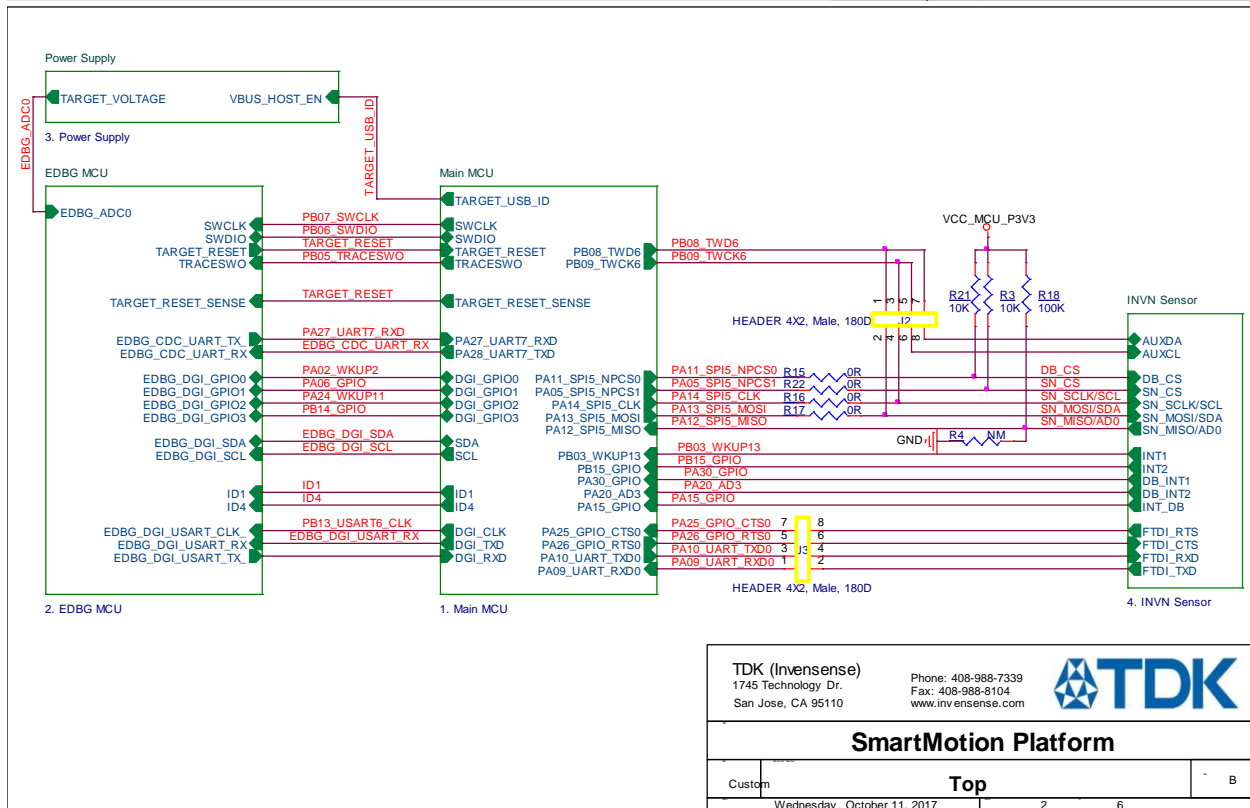 Power Supply
TARGET_VOLTAGE VBUS_HOST_EN
3. Power Supply
EDBG_ADC0
TARGET_USB_ID
EDBG MCU
EDBG_ADC0
SWCLK
SWDIO
TARGET_RESET
TRACESWO
TARGET_RESET_SENSE
EDBG_CDC_UART_TX_
EDBG_CDC_UART_RX
EDBG_DGI_GPIO0
EDBG_DGI_GPIO1
EDBG_DGI_GPIO2
EDBG_DGI_GPIO3
EDBG_DGI_SDA
EDBG_DGI_SCL
ID1
ID4
EDBG_DGI_USART_CLK_
EDBG_DGI_USART_RX
EDBG_DGI_USART_TX_
2. EDBG MCU
PB07_SWCLK
PB06_SWDIO
TARGET_RESET
PB05_TRACESWO
TARGET_RESET
PA27_UART7_RXD
EDBG_CDC_UART_RX
PA02_WKUP2
PA06_GPIO
PA24_WKUP11
PB14_GPIO
EDBG_DGI_SDA
EDBG_DGI_SCL
ID1
ID4
PB13_USART6_CLK
EDBG_DGI_USART_RX
Main MCU
TARGET_USB_ID
SWCLK
SWDIO
TARGET_RESET
TRACESWO
TARGET_RESET_SENSE
PA27_UART7_RXD
PA28_UART7_TXD
DGI_GPIO0
DGI_GPIO1
DGI_GPIO2
DGI_GPIO3
SDA
SCL
ID1
ID4
DGI_CLK
DGI_TXD
DGI_RXD
PB08_TWD6
PB09_TWCK6
PA11_SPI5_NPCS0
PA05_SPI5_NPCS1
PA14_SPI5_CLK
PA13_SPI5_MOSI
PA12_SPI5_MISO
PB03_WKUP13
PB15_GPIO
PA30_GPIO
PA20_AD3
PA15_GPIO
PA25_GPIO_CTS0
PA26_GPIO_RTS0
PA10_UART_TXD0
PA09_UART_RXD0
1. Main MCU
PB08_TWD6
PB09_TWCK6
1 3 5 7
HEADER 4X2, Male, 180D J2
2 4 6 8
VCC_MCU_P3V3
R21 R3 R18
10K 10K 100K
PA11_SPI5_NPCS0 R15 0R DB_CS
PA05_SPI5_NPCS1 R22 0R SN_CS
PA14_SPI5_CLK R16 0R SN_SCLK/SCL
PA13_SPI5_MOSI R17 0R SN_MOSI/SDA
PA12_SPI5_MISO SN_MISO/AD0
GND R4 NM
PB03_WKUP13
PB15_GPIO
PA30_GPIO
PA20_AD3
PA15_GPIO
PA25_GPIO_CTS0 7 8
PA26_GPIO_RTS0 5 6
PA10_UART_TXD0 3 J3 4
PA09_UART_RXD0 1 2
HEADER 4X2, Male, 180D
INVN Sensor
AUXDA
AUXCL
DB_CS
SN_CS
SN_SCLK/SCL
SN_MOSI/SDA
SN_MISO/AD0
INT1
INT2
DB_INT1
DB_INT2
INT_DB
FTDI_RTS
FTDI_CTS
FTDI_RXD
FTDI_TXD
4. INVN Sensor
TDK (Invensense)
1745 Technology Dr.
San Jose, CA 95110
Phone: 408-988-7339
Fax: 408-988-8104
www.invensense.com
TDK
SmartMotion Platform
Custom Top B
Wednesday, October 11, 2017 2 6